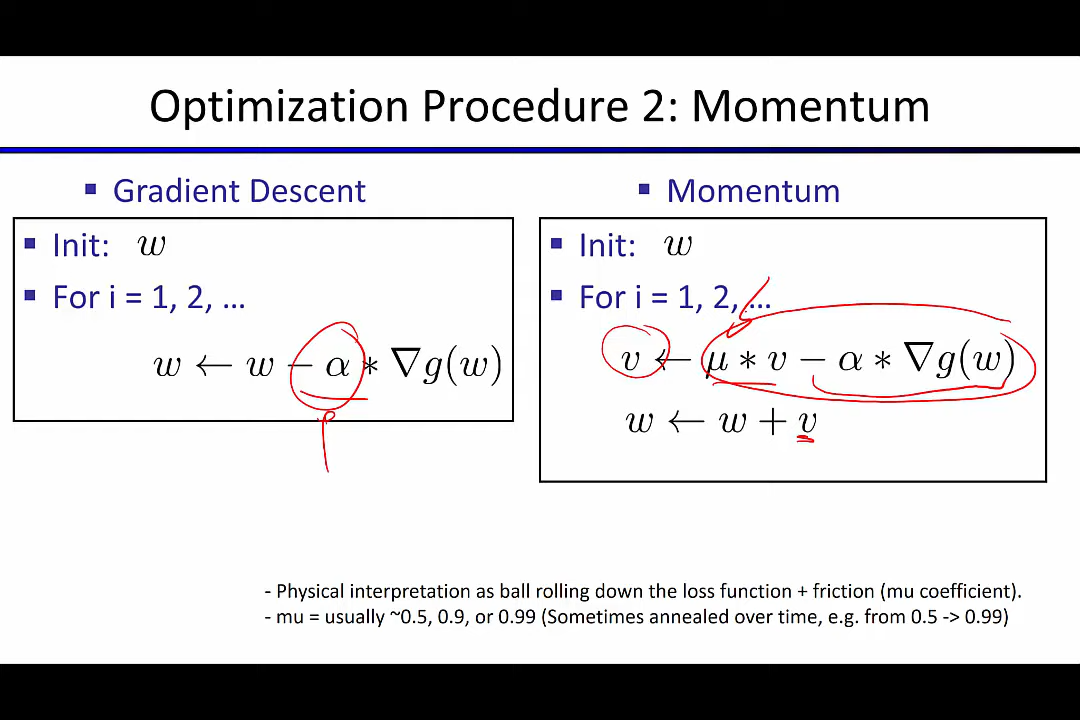 Optimization Procedure 2: Momentum
▪ Gradient Descent
▪ Init: w
▪ For i = 1, 2, …
w ← w − α ∗ ∇g(w)
▪ Momentum
▪ Init: w
▪ For i = 1, 2, …
v ← μ ∗ v − α ∗ ∇g(w)
w ← w + v
- Physical interpretation as ball rolling down the loss function + friction (mu coefficient).
- mu = usually ~0.5, 0.9, or 0.99 (Sometimes annealed over time, e.g. from 0.5 -> 0.99)